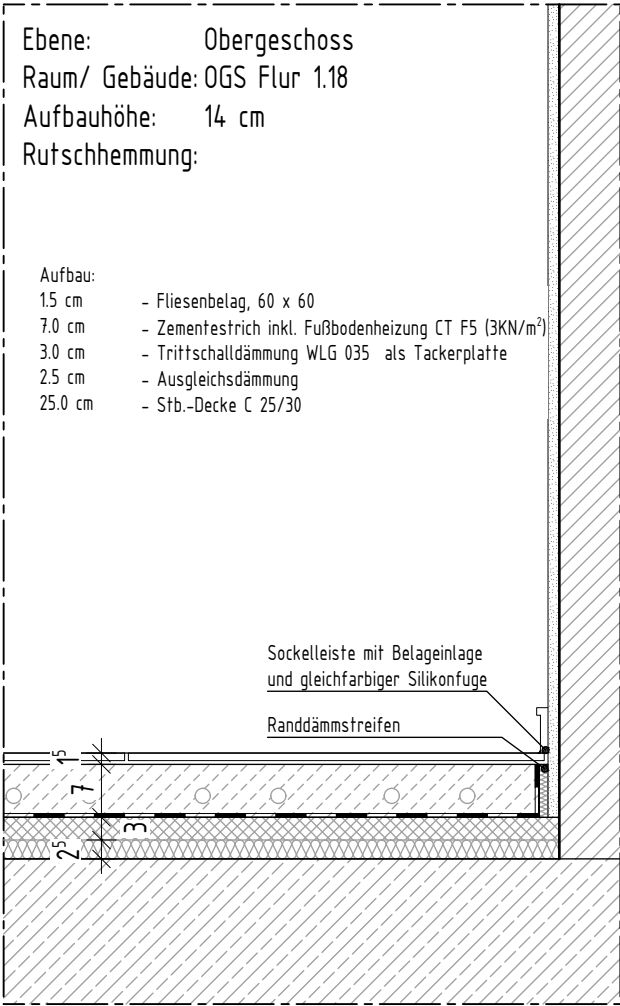 Ebene: Obergeschoss
Raum/ Gebäude: OGS Flur 1.18
Aufbauhöhe: 14 cm
Rutschhemmung:
Aufbau:
1.5 cm - Fliesenbelag, 60 x 60
7.0 cm - Zementestrich inkl. Fußbodenheizung CT F5 (3KN/m²)
3.0 cm - Trittschalldämmung WLG 035 als Tackerplatte
2.5 cm - Ausgleichsdämmung
25.0 cm - Stb.-Decke C 25/30
Sockelleiste mit Belageinlage
und gleichfarbiger Silikonfuge
Randdämmstreifen
1⁵
7
3
2⁵